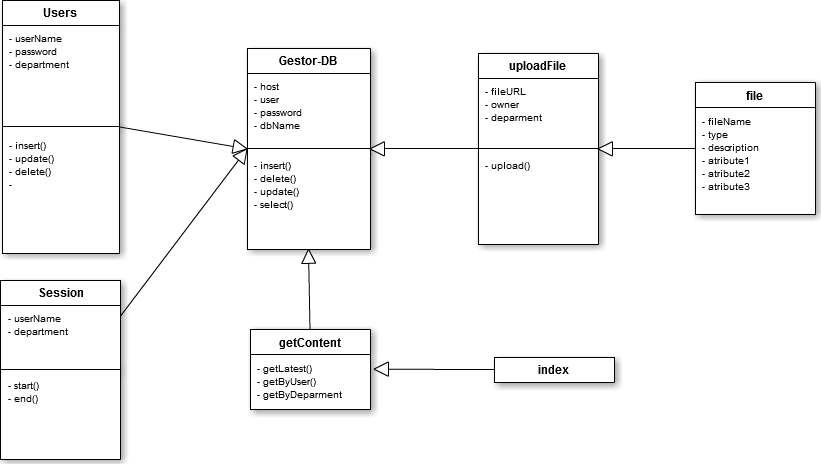 Users
- userName
- password
- department
- insert()
- update()
- delete()
-
Session
- userName
- department
- start()
- end()
Gestor-DB
- host
- user
- password
- dbName
- insert()
- delete()
- update()
- select()
getContent
- getLatest()
- getByUser()
- getByDeparment
uploadFile
- fileURL
- owner
- deparment
- upload()
index
file
- fileName
- type
- description
- atribute1
- atribute2
- atribute3